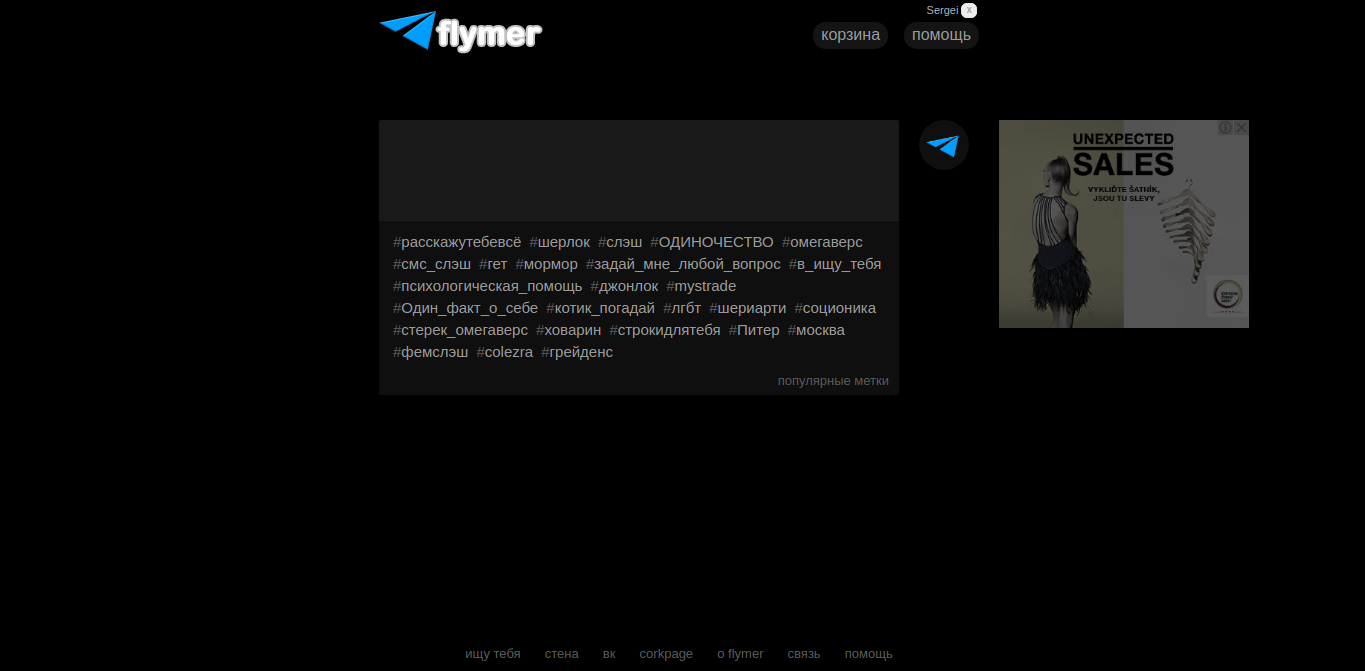 Sergei x
flymer
корзина помощь
UNEXPECTED
SALES
VYKLIĎTE ŠATNÍK,
JSOU TU SLEVY
#расскажутебевсё #шерлок #слэш #ОДИНОЧЕСТВО #омегаверс
#смс_слэш #гет #мормор #задай_мне_любой_вопрос #в_ищу_тебя
#психологическая_помощь #джонлок #mystrade
#Один_факт_о_себе #котик_погадай #лгбт #шериарти #соционика
#стерек_омегаверс #ховарин #строкидлятебя #Питер #москва
#фемслэш #colezra #грейденс
популярные метки
ищу тебя стена вк corkpage о flymer связь помощь